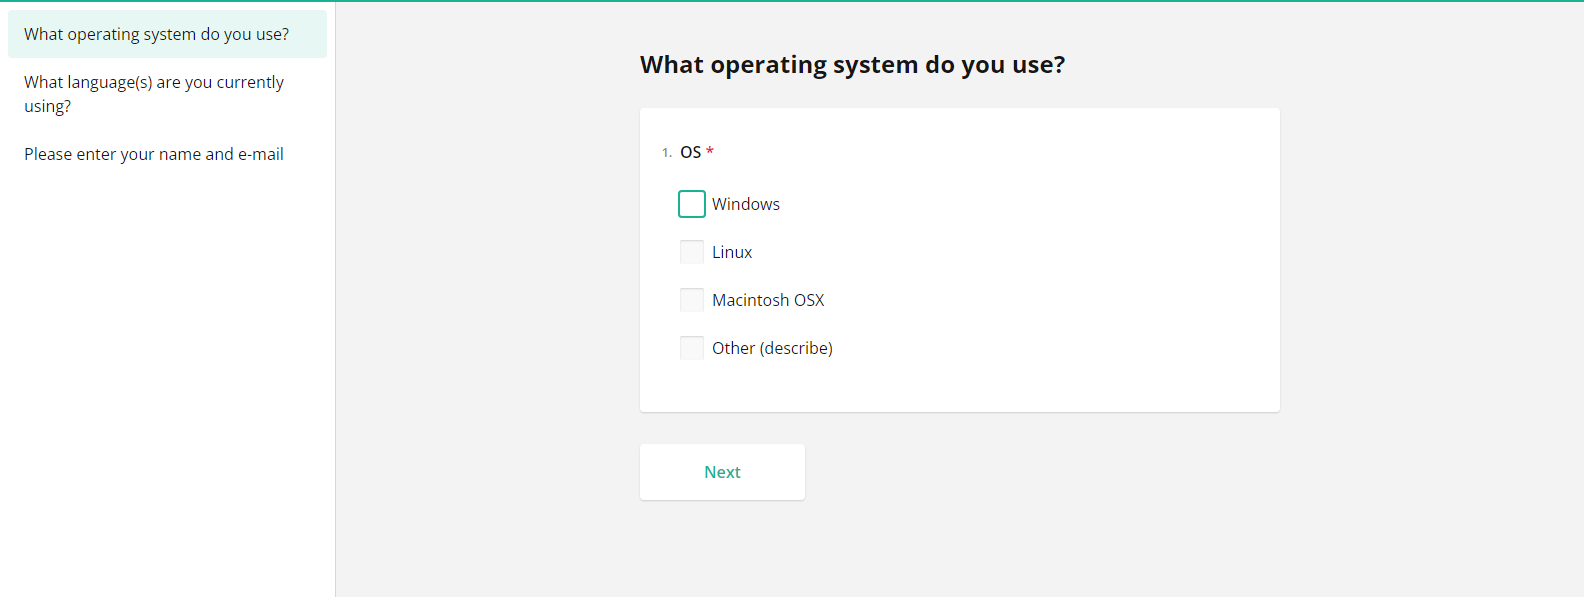 What operating system do you use?
What language(s) are you currently
using?
Please enter your name and e-mail
What operating system do you use?
1. OS *
Windows
Linux
Macintosh OSX
Other (describe)
Next